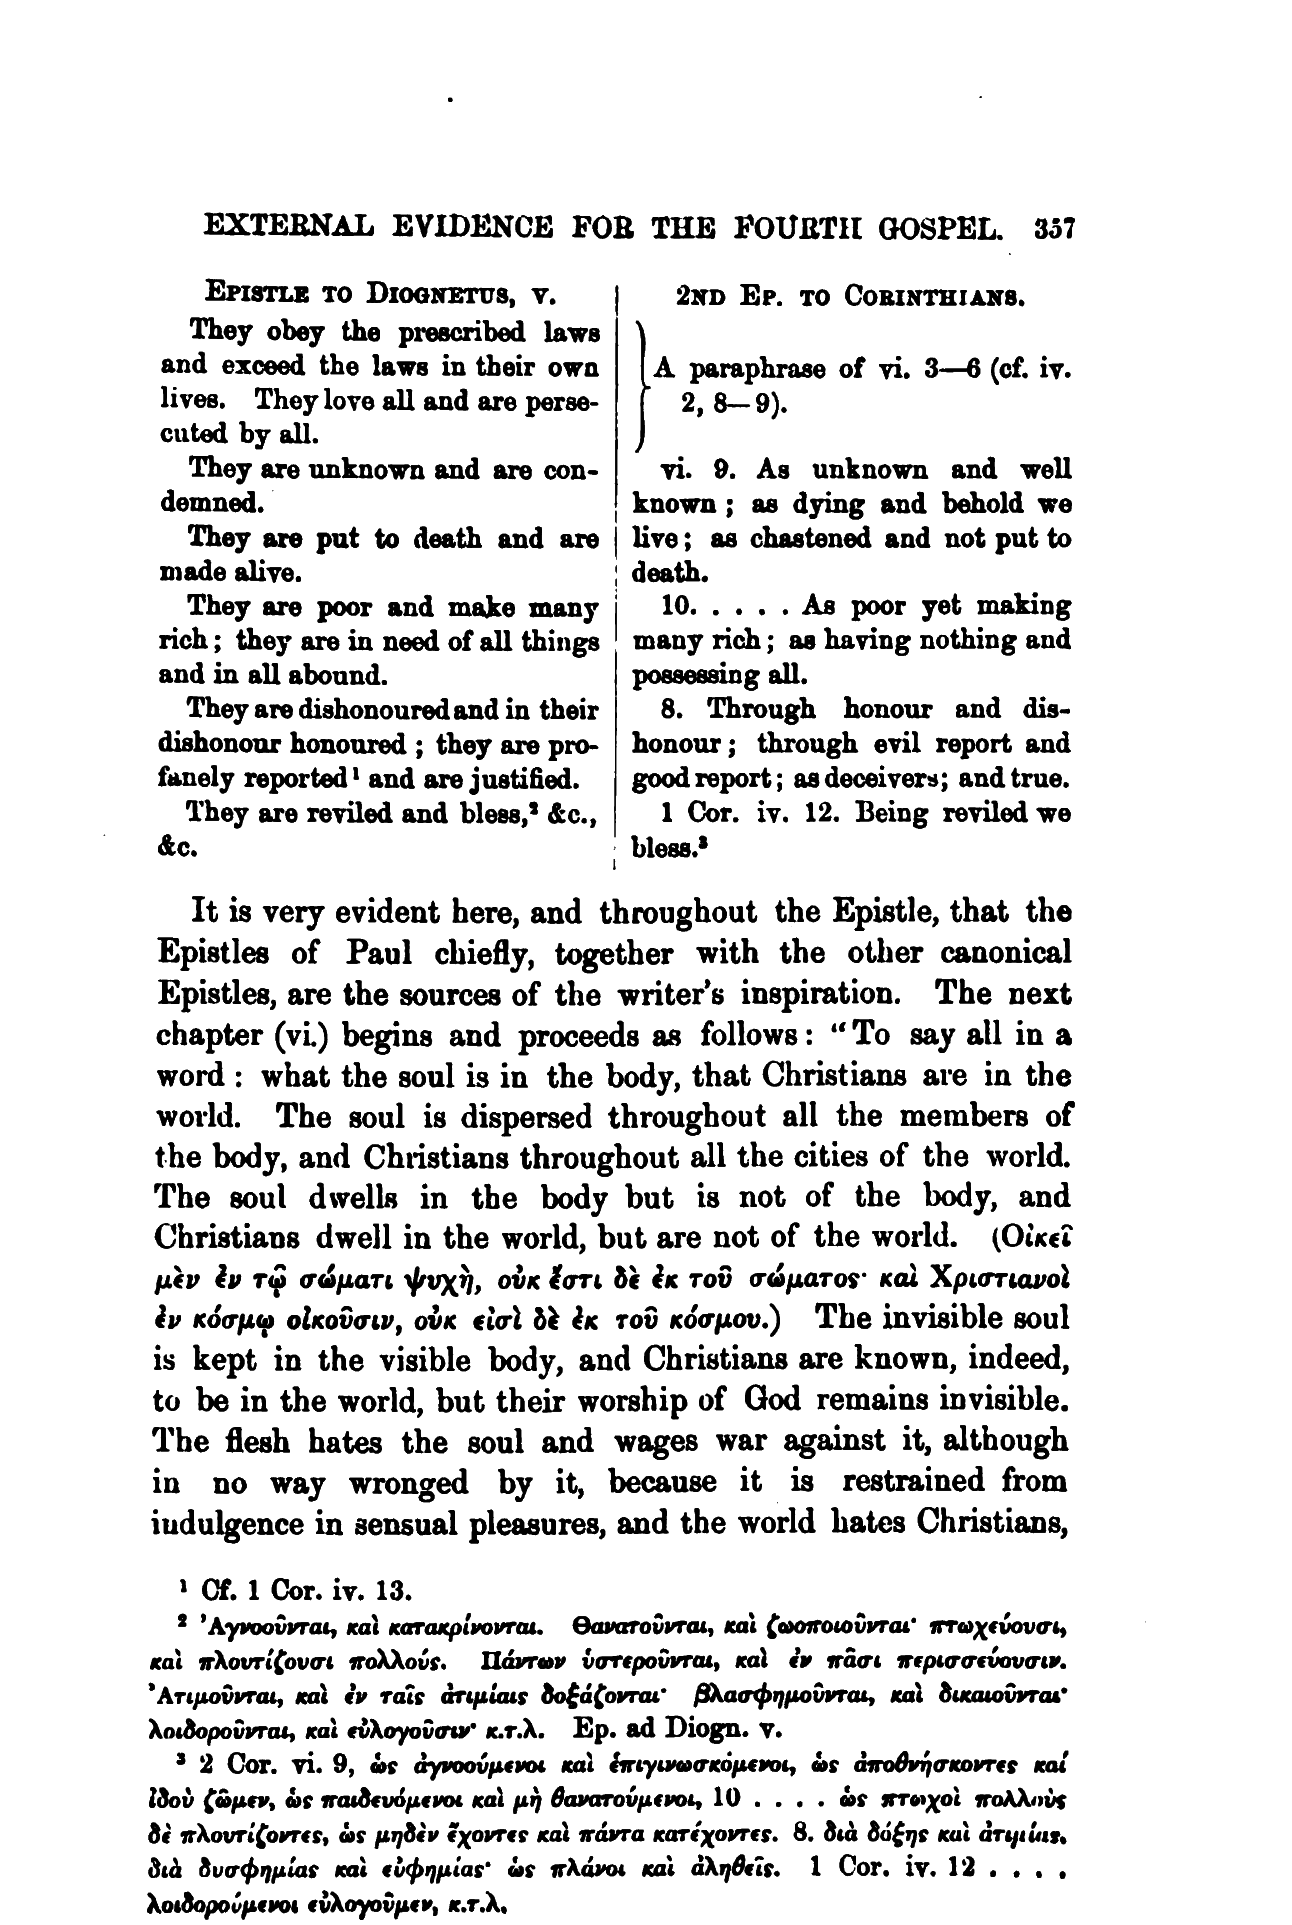 EXTERNAL EVIDENCE FOR THE FOURTH GOSPEL. 357
EPISTLE TO DIOGNETUS, V.
They obey the prescribed laws
and exceed the laws in their own
lives. They love all and are perse-
cuted by all.
They are unknown and are con-
demned.
They are put to death and are
made alive.
They are poor and make many
rich; they are in need of all things
and in all abound.
They are dishonoured and in their
dishonour honoured; they are pro-
fanely reported¹ and are justified.
They are reviled and bless,² &c.,
&c.
2ND EP. TO CORINTHIANS.
A paraphrase of vi. 3—6 (cf. iv.
2, 8—9).
vi. 9. As unknown and well
known; as dying and behold we
live; as chastened and not put to
death.
10. . . . . As poor yet making
many rich; as having nothing and
possessing all.
8. Through honour and dis-
honour; through evil report and
good report; as deceivers; and true.
1 Cor. iv. 12. Being reviled we
bless.³
It is very evident here, and throughout the Epistle, that the
Epistles of Paul chiefly, together with the other canonical
Epistles, are the sources of the writer's inspiration. The next
chapter (vi.) begins and proceeds as follows: "To say all in a
word: what the soul is in the body, that Christians are in the
world. The soul is dispersed throughout all the members of
the body, and Christians throughout all the cities of the world.
The soul dwells in the body but is not of the body, and
Christians dwell in the world, but are not of the world. (Οἰκεῖ
μὲν ἐν τῷ σώματι ψυχὴ, οὐκ ἔστι δὲ ἐκ τοῦ σώματος· καὶ Χριστιανοὶ
ἐν κόσμῳ οἰκοῦσιν, οὐκ εἰσὶ δὲ ἐκ τοῦ κόσμου.) The invisible soul
is kept in the visible body, and Christians are known, indeed,
to be in the world, but their worship of God remains invisible.
The flesh hates the soul and wages war against it, although
in no way wronged by it, because it is restrained from
indulgence in sensual pleasures, and the world hates Christians,
¹ Cf. 1 Cor. iv. 13.
² Ἀγνοοῦνται, καὶ κατακρίνονται. Θανατοῦνται, καὶ ζωοποιοῦνται· πτωχεύουσι,
καὶ πλουτίζουσι πολλούς. Πάντων ὑστεροῦνται, καὶ ἐν πᾶσι περισσεύουσιν.
Ἀτιμοῦνται, καὶ ἐν ταῖς ἀτιμίαις δοξάζονται· βλασφημοῦνται, καὶ δικαιοῦνται·
λοιδοροῦνται, καὶ εὐλογοῦσιν· κ.τ.λ. Ep. ad Diogn. v.
³ 2 Cor. vi. 9, ὡς ἀγνοούμενοι καὶ ἐπιγινωσκόμενοι, ὡς ἀποθνήσκοντες καί
ἰδοὺ ζῶμεν, ὡς παιδευόμενοι καὶ μὴ θανατούμενοι, 10 . . . . ὡς πτωχοὶ πολλοὺς
δὲ πλουτίζοντες, ὡς μηδὲν ἔχοντες καὶ πάντα κατέχοντες. 8. διὰ δόξης καὶ ἀτιμίας,
διὰ δυσφημίας καὶ εὐφημίας· ὡς πλάνοι καὶ ἀληθεῖς. 1 Cor. iv. 12 . . . .
λοιδορούμενοι εὐλογοῦμεν, κ.τ.λ.